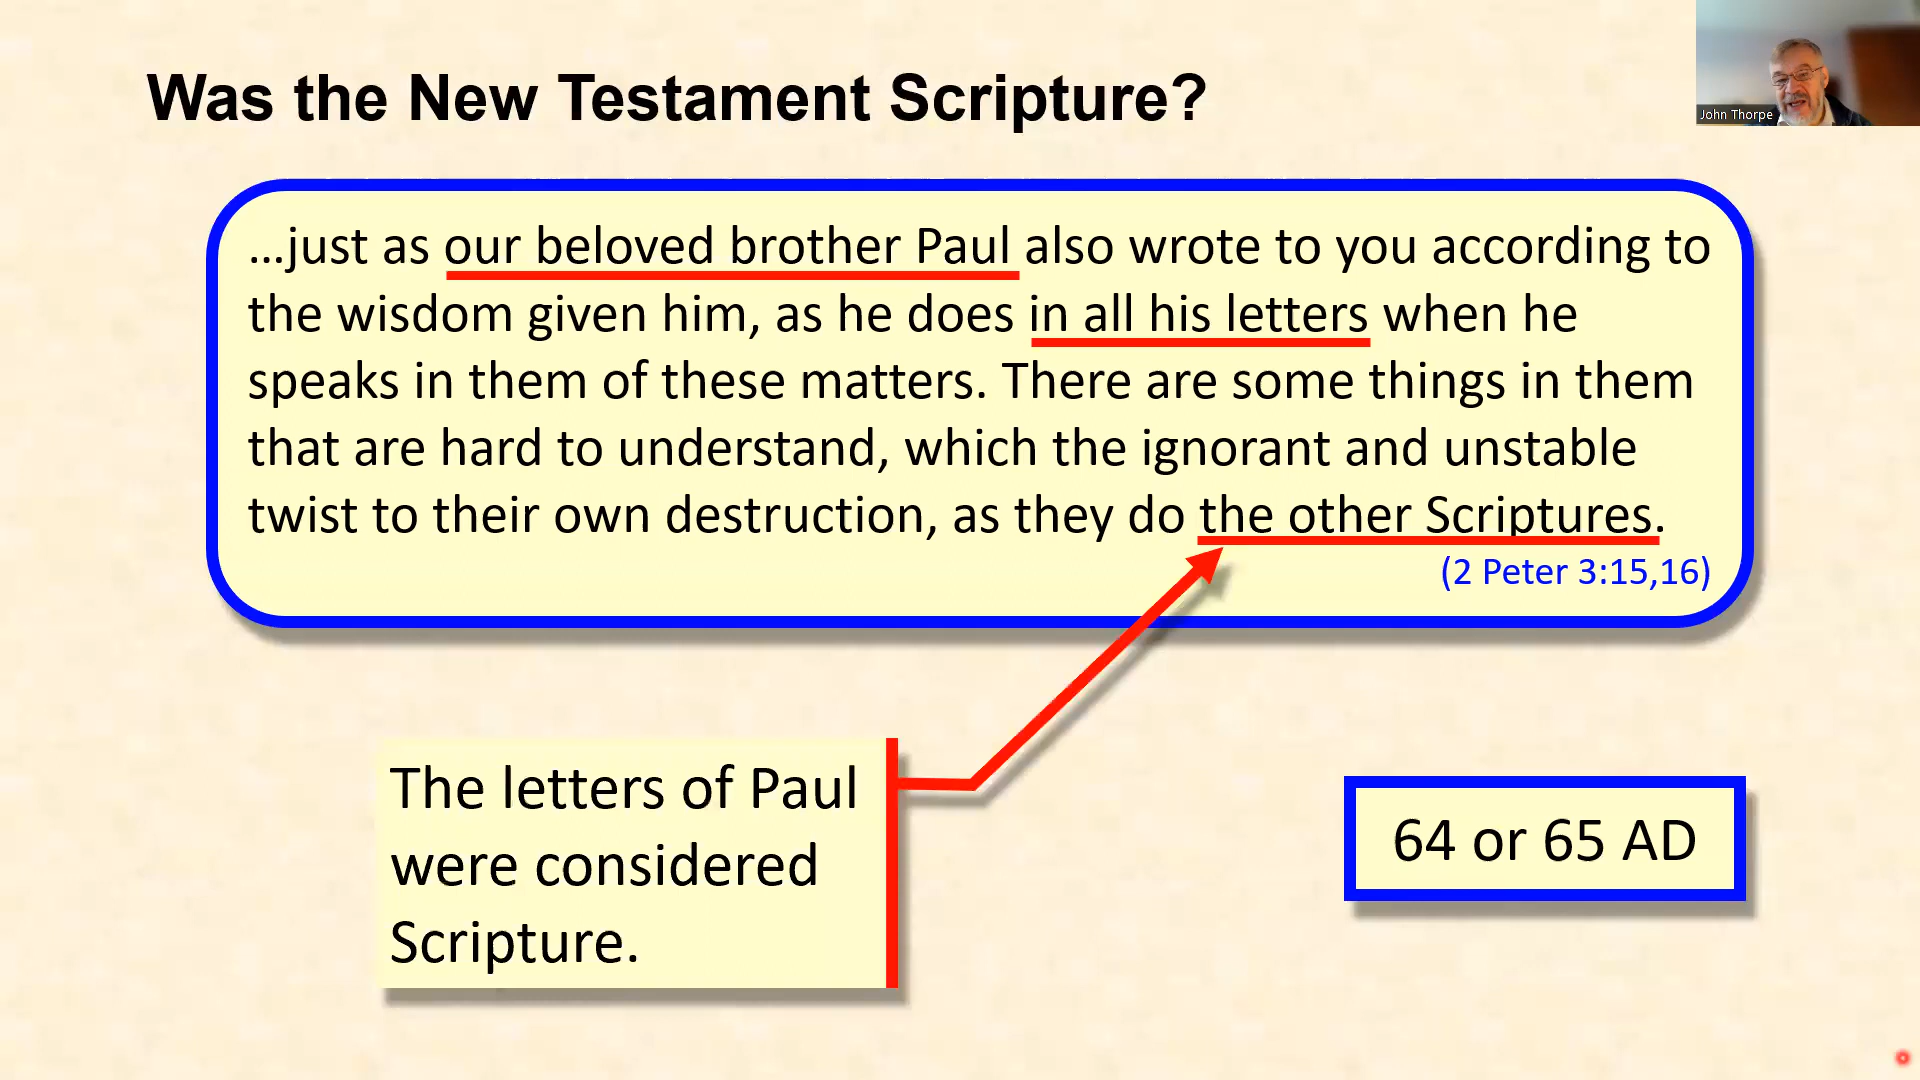 Was the New Testament Scripture?
John Thorpe
...just as our beloved brother Paul also wrote to you according to
the wisdom given him, as he does in all his letters when he
speaks in them of these matters. There are some things in them
that are hard to understand, which the ignorant and unstable
twist to their own destruction, as they do the other Scriptures.
(2 Peter 3:15,16)
The letters of Paul
were considered
Scripture.
64 or 65 AD